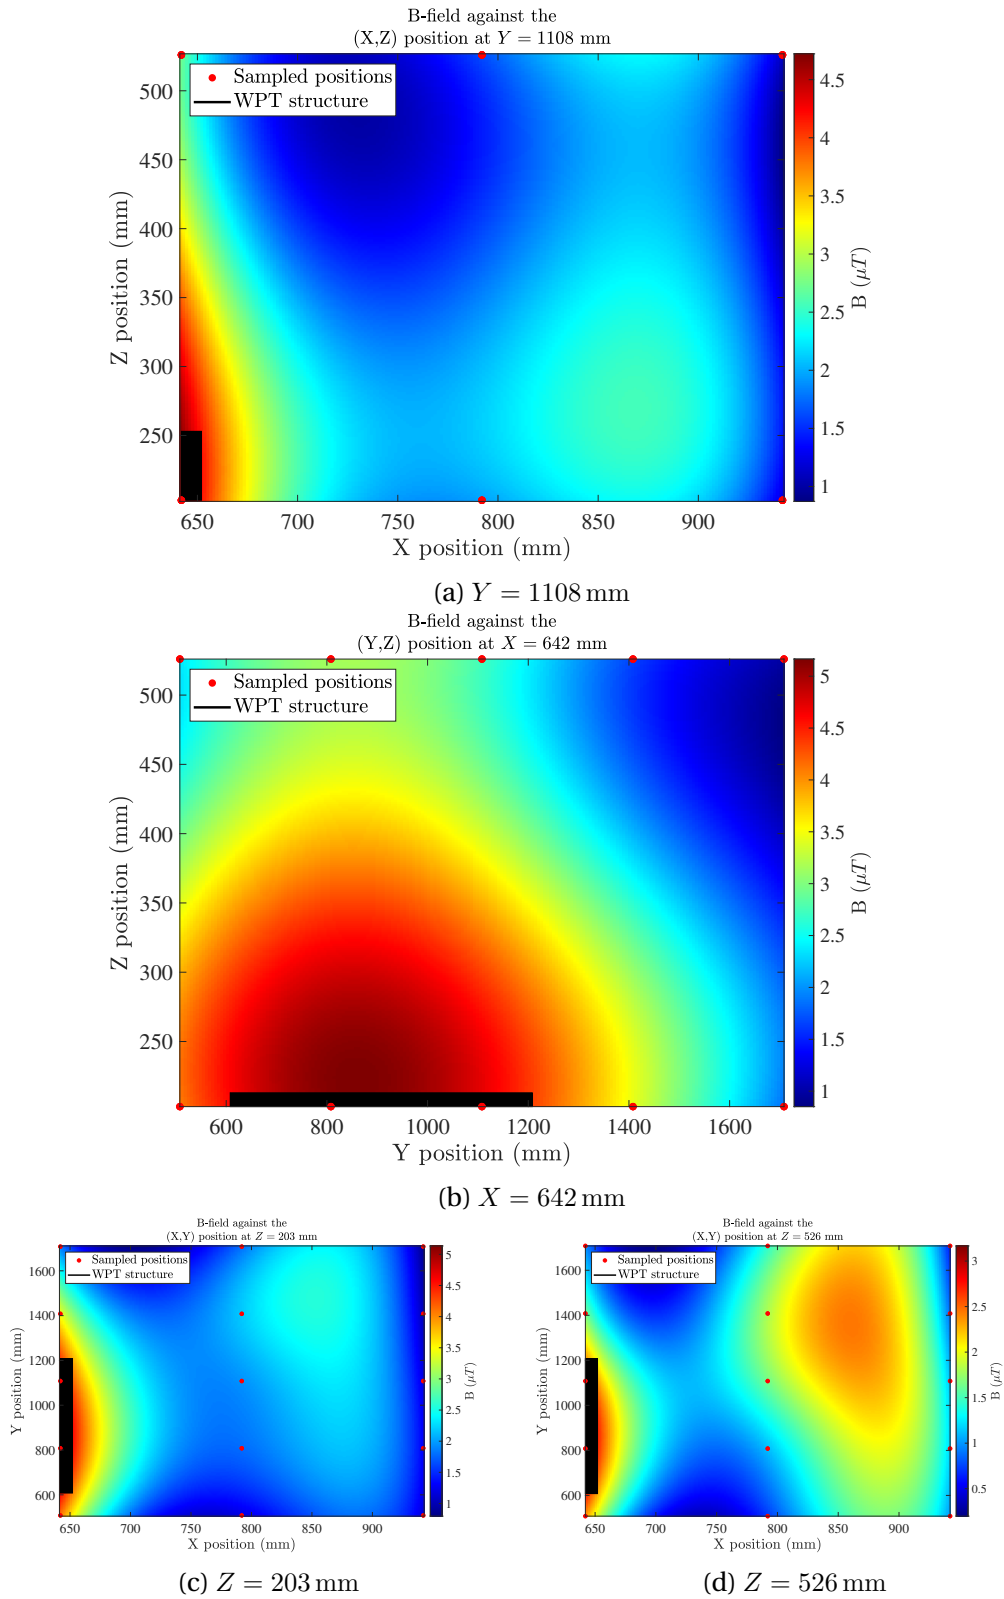 B-field against the
(X,Z) position at Y = 1108 mm
Sampled positions
WPT structure
500
450
400
350
300
250
Z position (mm)
650 700 750 800 850 900
X position (mm)
4.5
4
3.5
3
2.5
2
1.5
1
B (μT)
(a) Y = 1108 mm
B-field against the
(Y,Z) position at X = 642 mm
Sampled positions
WPT structure
500
450
400
350
300
250
Z position (mm)
600 800 1000 1200 1400 1600
Y position (mm)
5
4.5
4
3.5
3
2.5
2
1.5
1
B (μT)
(b) X = 642 mm
B-field against the
(X,Y) position at Z = 203 mm
Sampled positions
WPT structure
1600
1400
1200
1000
800
600
Y position (mm)
650 700 750 800 850 900
X position (mm)
5
4.5
4
3.5
3
2.5
2
1.5
1
B (μT)
(c) Z = 203 mm
B-field against the
(X,Y) position at Z = 526 mm
Sampled positions
WPT structure
1600
1400
1200
1000
800
600
Y position (mm)
650 700 750 800 850 900
X position (mm)
3
2.5
2
1.5
1
0.5
B (μT)
(d) Z = 526 mm